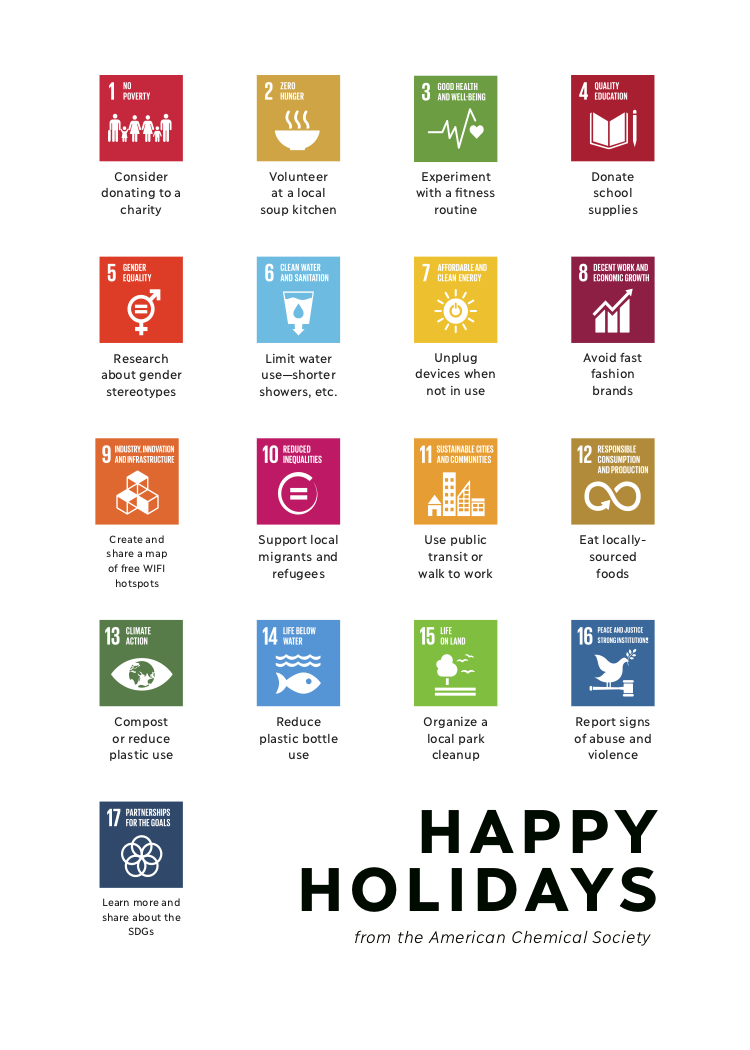 1 NO
POVERTY
Consider
donating to a
charity
2 ZERO
HUNGER
Volunteer
at a local
soup kitchen
3 GOOD HEALTH
AND WELL-BEING
Experiment
with a fitness
routine
4 QUALITY
EDUCATION
Donate
school
supplies
5 GENDER
EQUALITY
Research
about gender
stereotypes
6 CLEAN WATER
AND SANITATION
Limit water
use—shorter
showers, etc.
7 AFFORDABLE AND
CLEAN ENERGY
Unplug
devices when
not in use
8 DECENT WORK AND
ECONOMIC GROWTH
Avoid fast
fashion
brands
9 INDUSTRY, INNOVATION
AND INFRASTRUCTURE
Create and
share a map
of free WIFI
hotspots
10 REDUCED
INEQUALITIES
Support local
migrants and
refugees
11 SUSTAINABLE CITIES
AND COMMUNITIES
Use public
transit or
walk to work
12 RESPONSIBLE
CONSUMPTION
AND PRODUCTION
Eat locally-
sourced
foods
13 CLIMATE
ACTION
Compost
or reduce
plastic use
14 LIFE BELOW
WATER
Reduce
plastic bottle
use
15 LIFE
ON LAND
Organize a
local park
cleanup
16 PEACE AND JUSTICE
STRONG INSTITUTIONS
Report signs
of abuse and
violence
17 PARTNERSHIPS
FOR THE GOALS
Learn more and
share about the
SDGs
HAPPY
HOLIDAYS
from the American Chemical Society